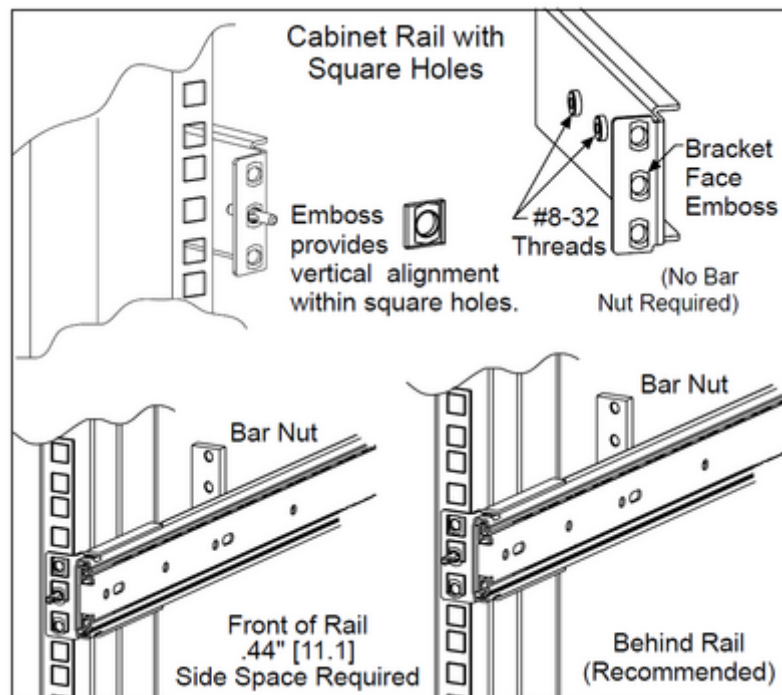 Cabinet Rail with
Square Holes
Emboss
provides
vertical alignment
within square holes.
#8-32
Threads
Bracket
Face
Emboss
(No Bar
Nut Required)
Bar Nut
Front of Rail
.44" [11.1]
Side Space Required
Bar Nut
Behind Rail
(Recommended)